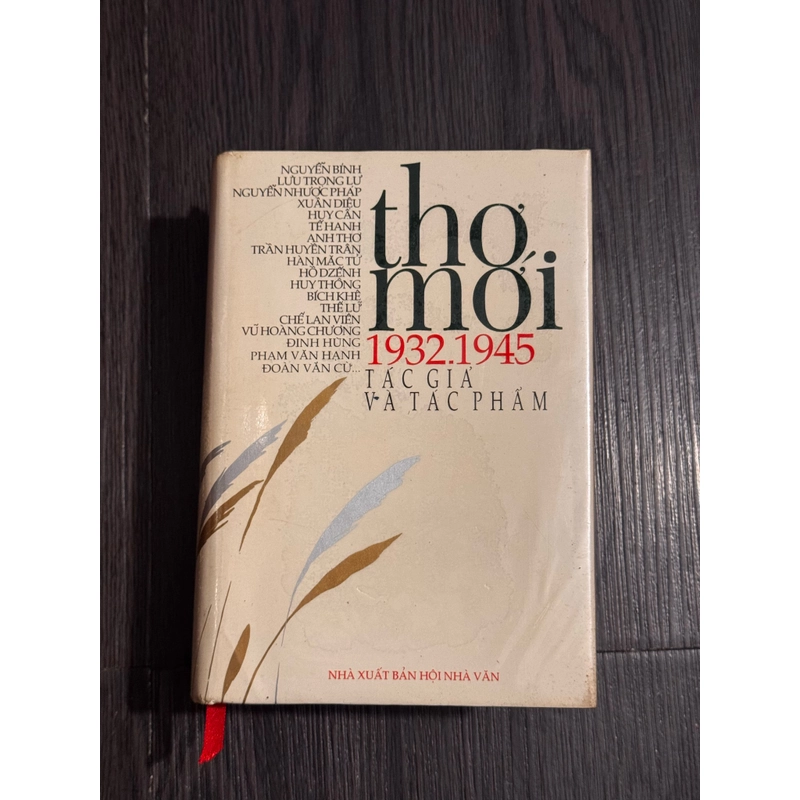 NGUYỄN BÍNH
LƯU TRỌNG LƯ
NGUYỄN NHƯỢC PHÁP
XUÂN DIỆU
HUY CẬN
TẾ HANH
ANH THƠ
TRẦN HUYỀN TRÂN
HÀN MẶC TỬ
HỒ DZẾNH
HUY THÔNG
BÍCH KHÊ
THẾ LỮ
CHẾ LAN VIÊN
VŨ HOÀNG CHƯƠNG
ĐINH HÙNG
PHẠM VĂN HẠNH
ĐOÀN VĂN CỪ...
thơ
mới
1932.1945
TÁC GIẢ
VÀ TÁC PHẨM
NHÀ XUẤT BẢN HỘI NHÀ VĂN